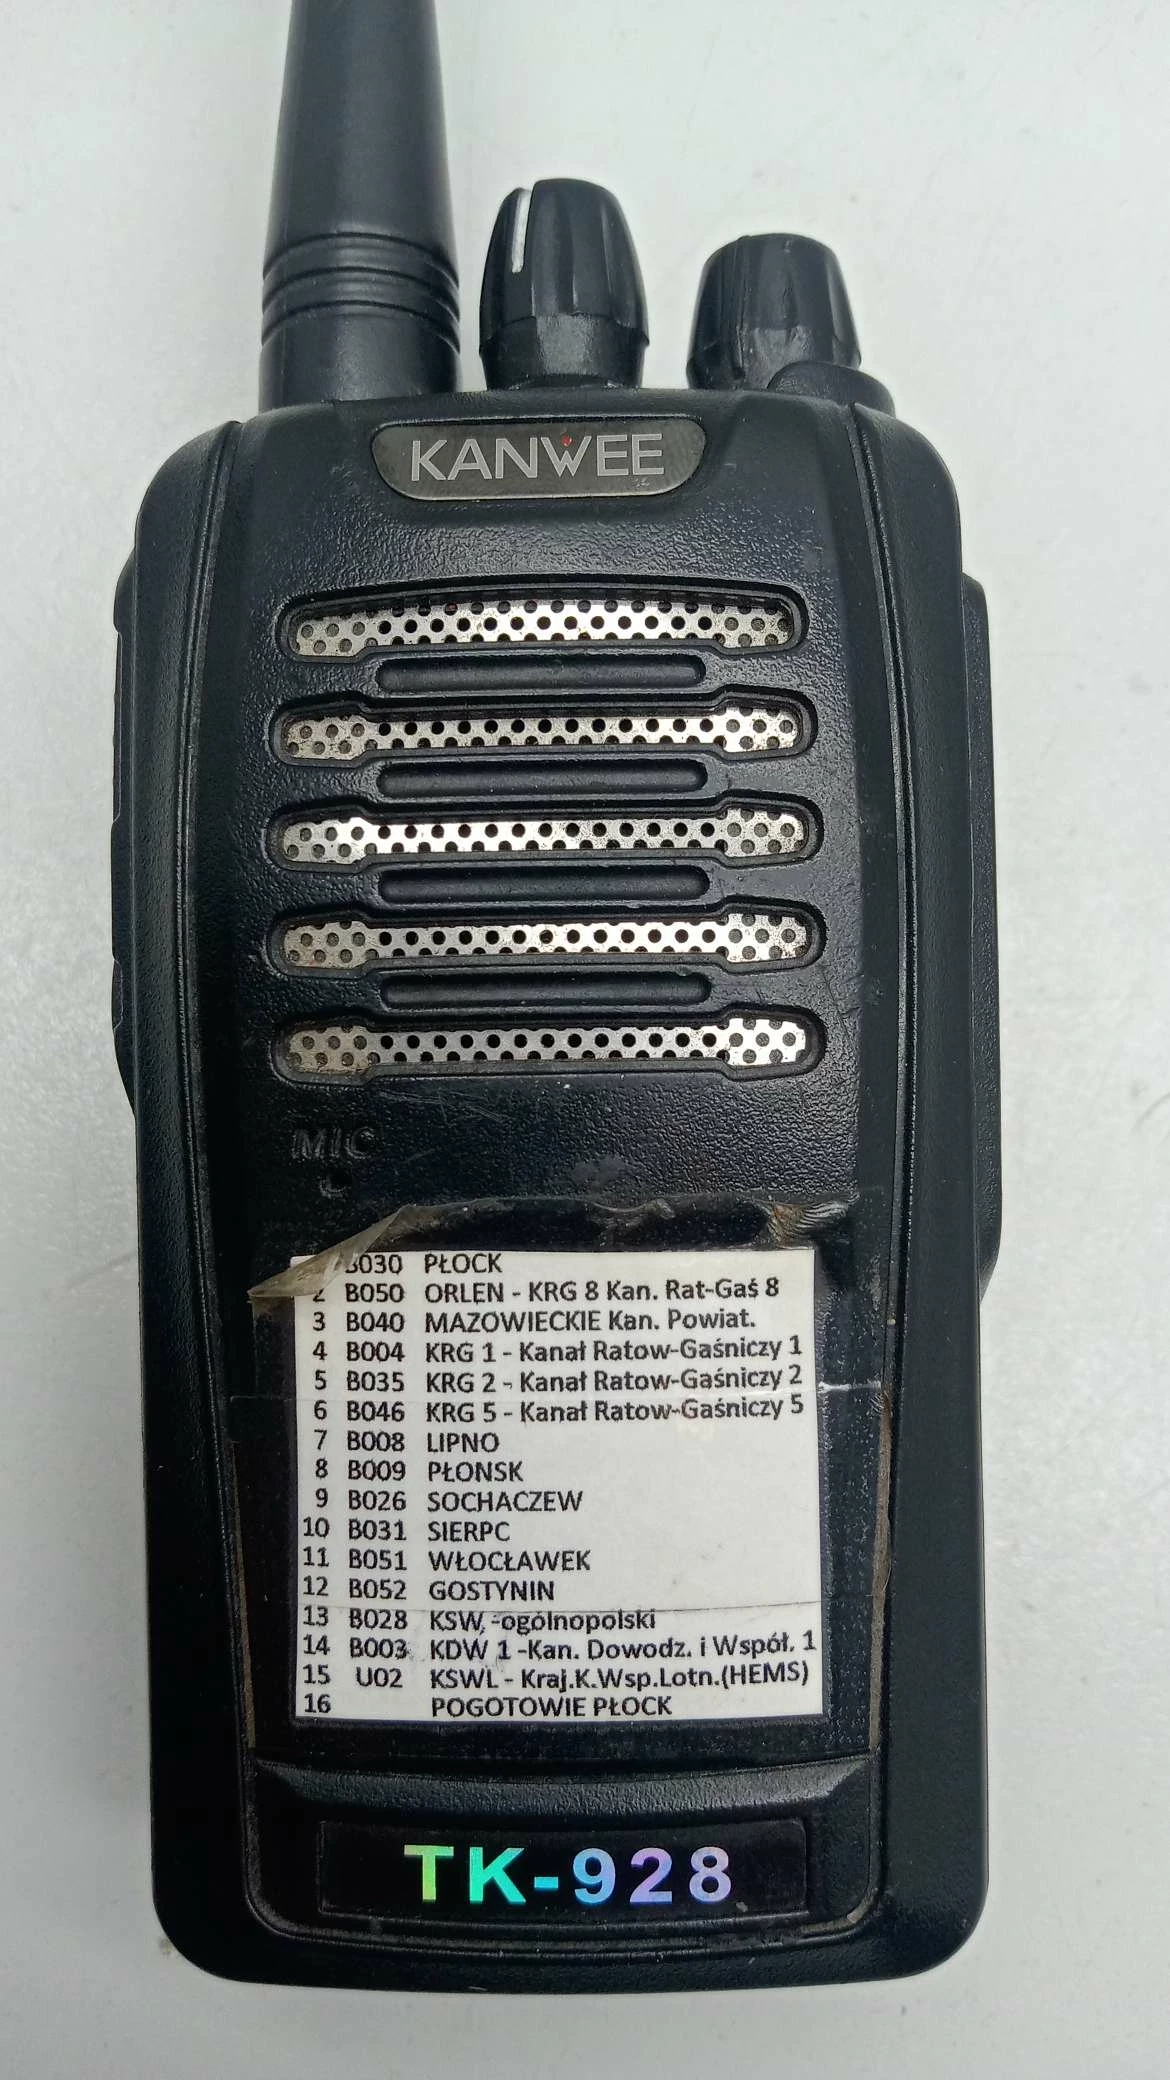 KANWEE
MIC
B030 PŁOCK
2 B050 ORLEN - KRG 8 Kan. Rat-Gaś 8
3 B040 MAZOWIECKIE Kan. Powiat.
4 B004 KRG 1 - Kanał Ratow-Gaśniczy 1
5 B035 KRG 2 - Kanał Ratow-Gaśniczy 2
6 B046 KRG 5 - Kanał Ratow-Gaśniczy 5
7 B008 LIPNO
8 B009 PŁONSK
9 B026 SOCHACZEW
10 B031 SIERPC
11 B051 WŁOCŁAWEK
12 B052 GOSTYNIN
13 B028 KSW -ogólnopolski
14 B003 KDW 1 -Kan. Dowodz. i Współ. 1
15 U02 KSWL - Kraj.K.Wsp.Lotn.(HEMS)
16 POGOTOWIE PŁOCK
TK-928